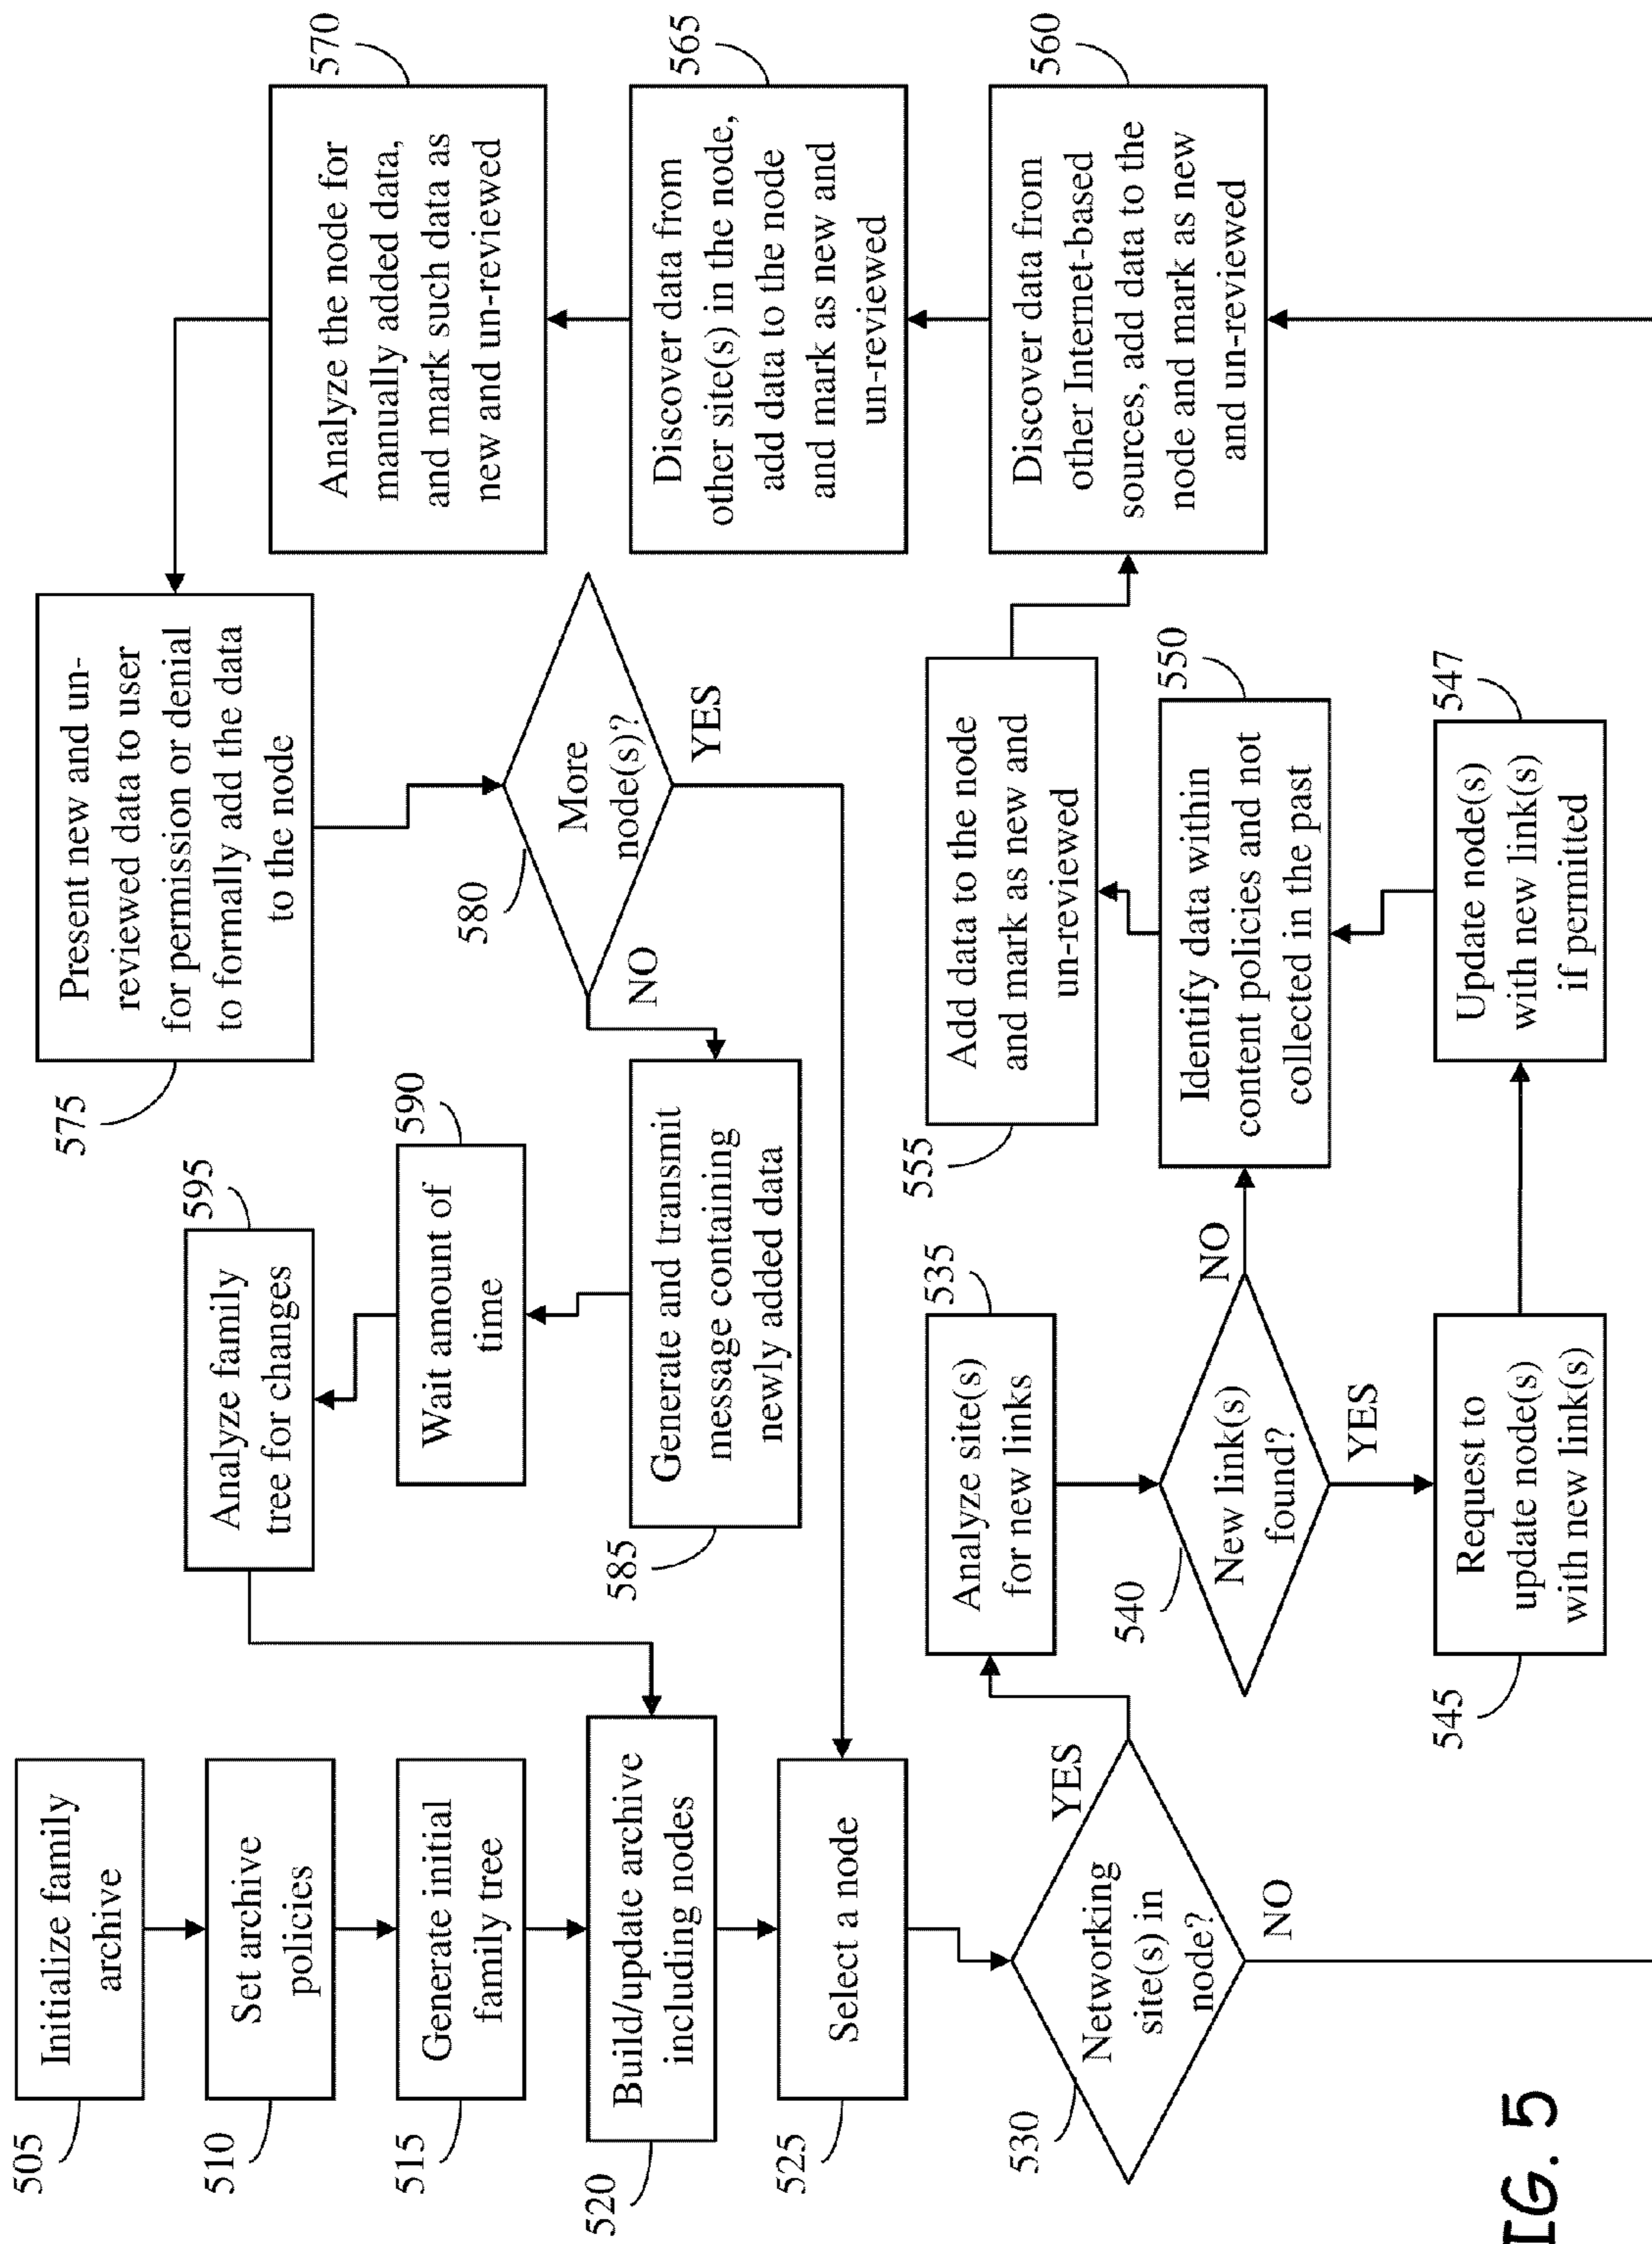 505
Initialize family
archive
510
Set archive
policies
515
Generate initial
family tree
520
Build/update archive
including nodes
525
Select a node
530
Networking
site(s) in
node?
YES
NO
535
Analyze site(s)
for new links
540
New link(s)
found?
NO
YES
545
Request to
update node(s)
with new link(s)
547
Update node(s)
with new link(s)
if permitted
550
Identify data within
content policies and not
collected in the past
555
Add data to the node
and mark as new and
un-reviewed
560
Discover data from
other Internet-based
sources, add data to the
node and mark as new
and un-reviewed
565
Discover data from
other site(s) in the node,
add data to the node
and mark as new and
un-reviewed
570
Analyze the node for
manually added data,
and mark such data as
new and un-reviewed
575
Present new and un-
reviewed data to user
for permission or denial
to formally add the data
to the node
580
More
node(s)?
YES
NO
585
Generate and transmit
message containing
newly added data
590
Wait amount of
time
595
Analyze family
tree for changes
IG. 5